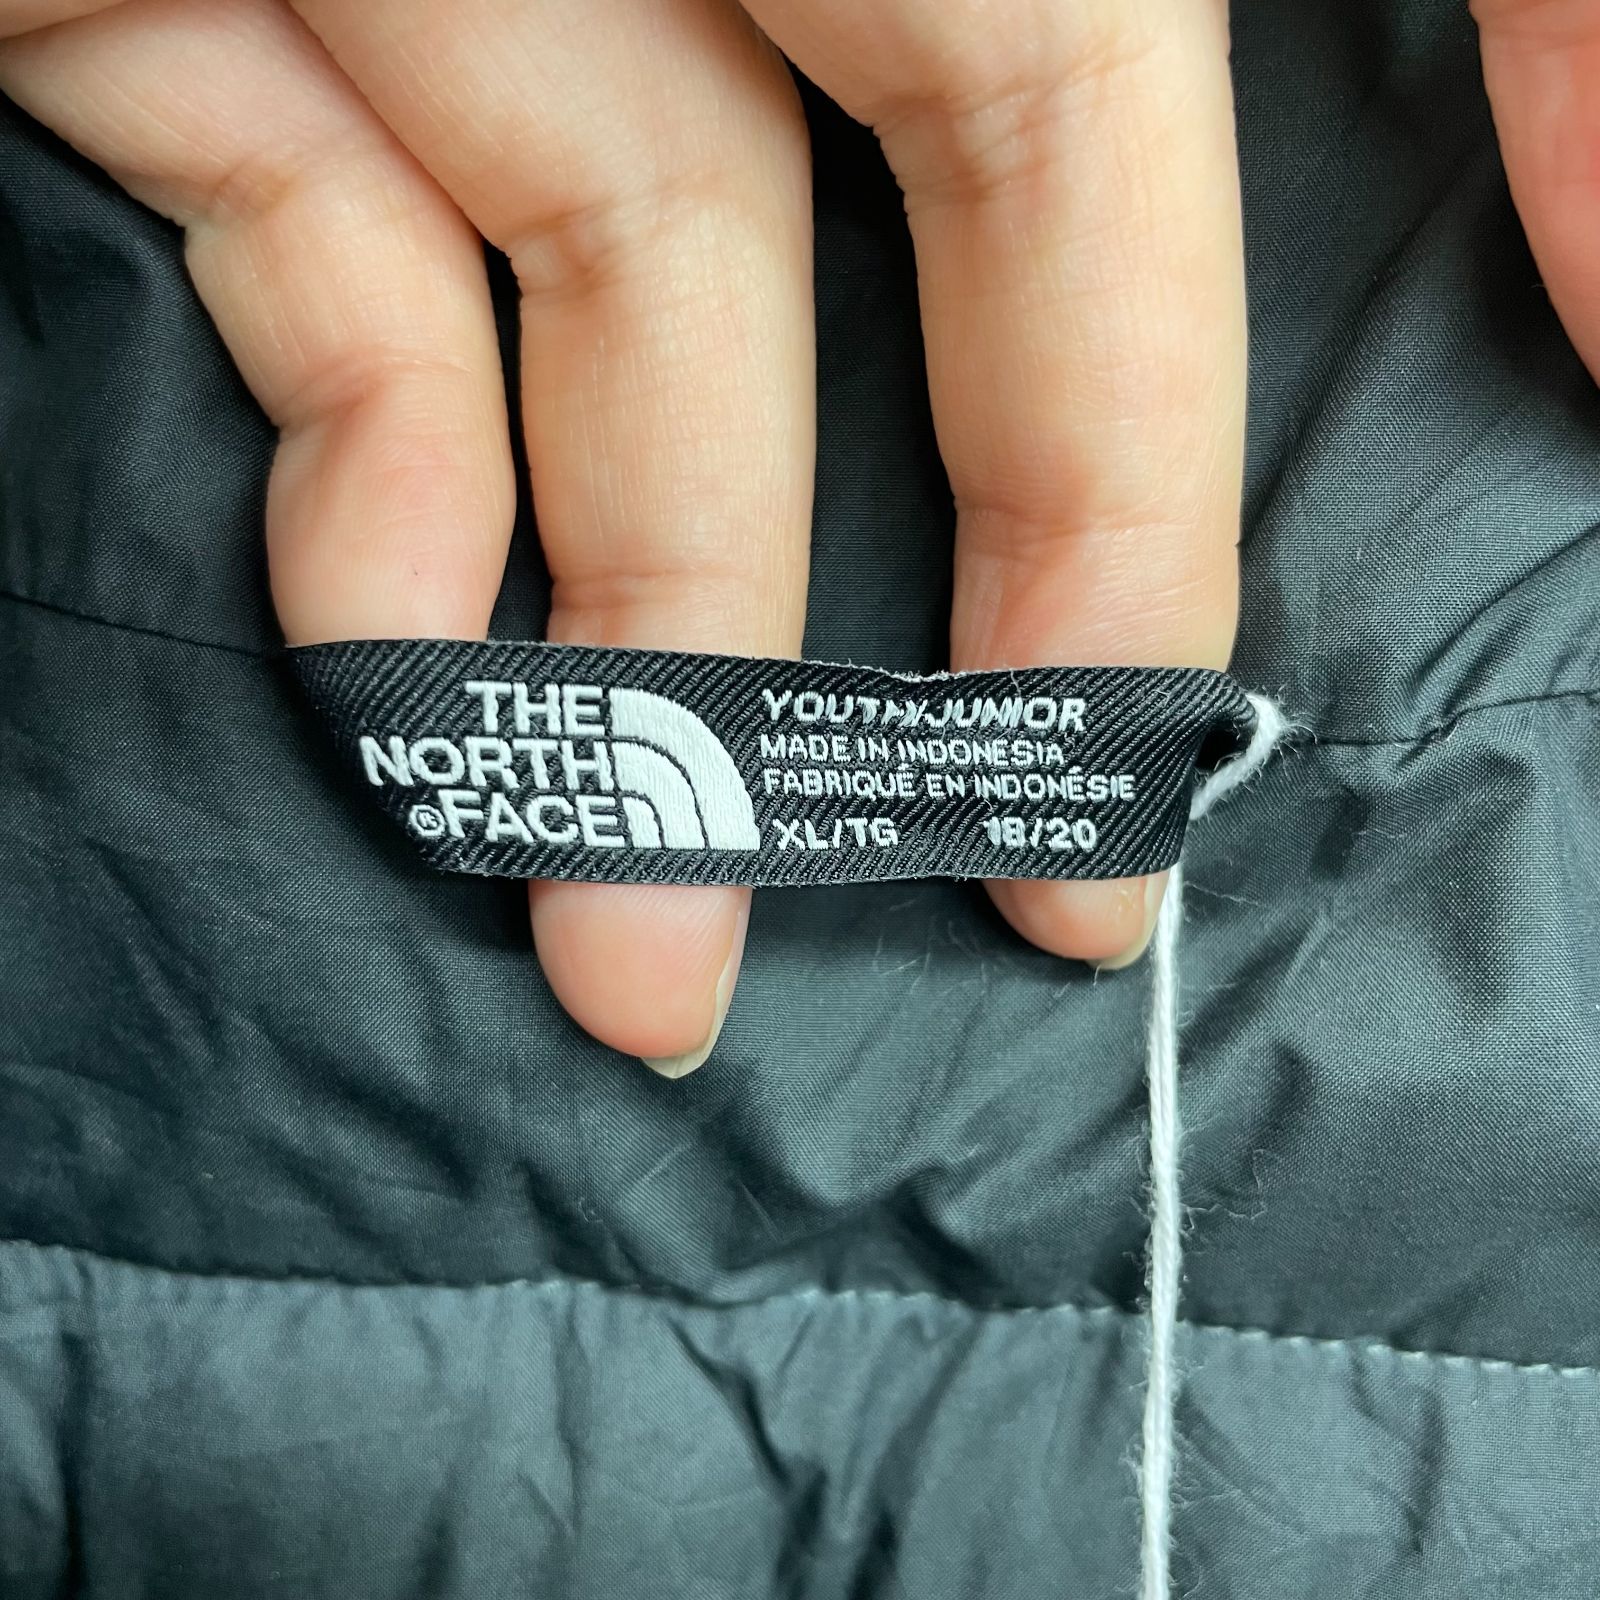 THE
NORTH
®FACE
YOUTH/JUNIOR
MADE IN INDONESIA
FABRIQUÉ EN INDONÉSIE
XL/TG 18/20